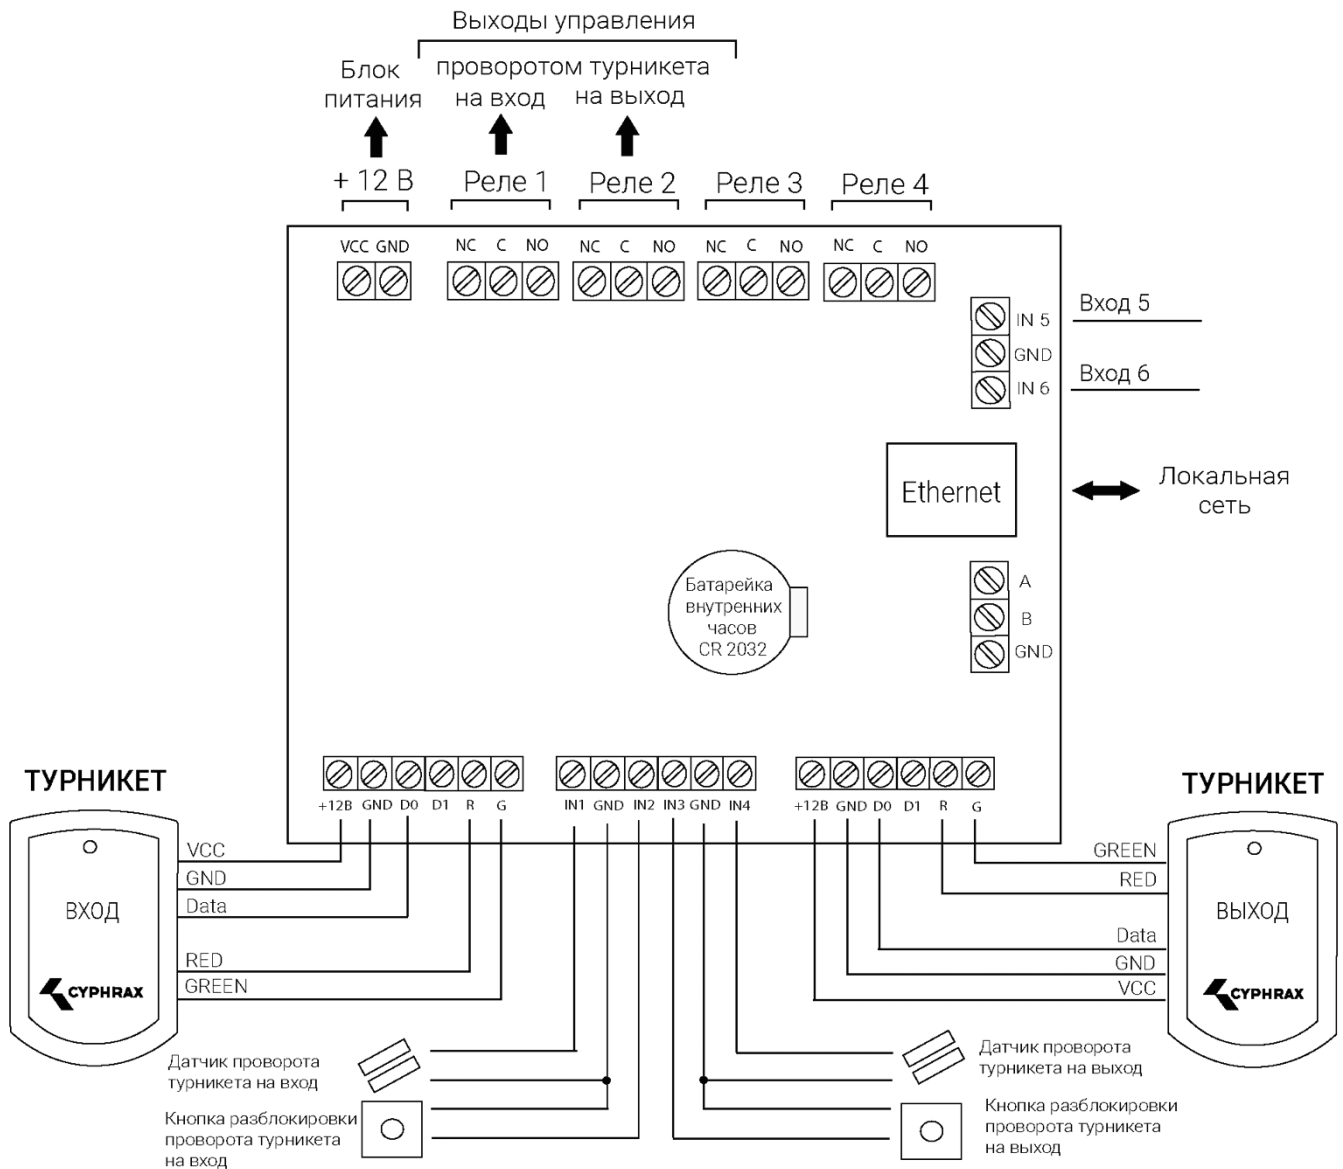 Выходы управления
Блок
питания
проворотом турникета
на вход
на выход
+ 12 В
Реле 1
Реле 2
Реле 3
Реле 4
VCC GND
NC C NO
NC C NO
NC C NO
NC C NO
IN 5
GND
IN 6
Вход 5
Вход 6
Ethernet
Локальная
сеть
Батарейка
внутренних
часов
CR 2032
A
B
GND
+12В GND D0 D1 R G
IN1 GND IN2 IN3 GND IN4
+12В GND D0 D1 R G
ТУРНИКЕТ
ВХОД
CYPHRAX
VCC
GND
Data
RED
GREEN
ТУРНИКЕТ
ВЫХОД
CYPHRAX
GREEN
RED
Data
GND
VCC
Датчик проворота
турникета на вход
Кнопка разблокировки
проворота турникета
на вход
Датчик проворота
турникета на выход
Кнопка разблокировки
проворота турникета
на выход